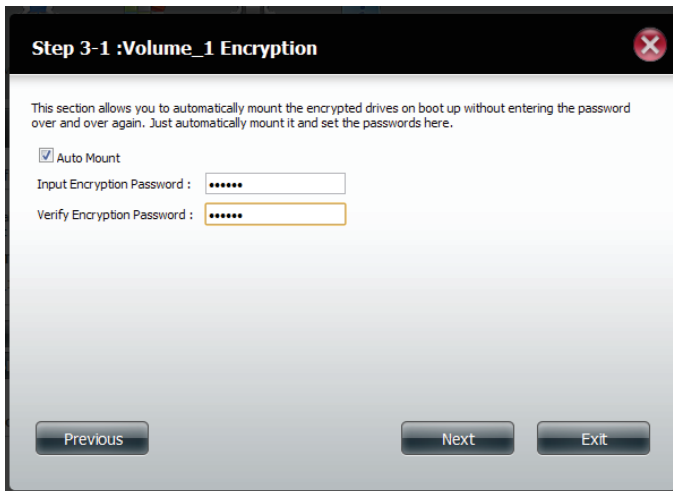 Step 3-1 :Volume_1 Encryption
This section allows you to automatically mount the encrypted drives on boot up without entering the password
over and over again. Just automatically mount it and set the passwords here.
Auto Mount
Input Encryption Password : ••••••
Verify Encryption Password : ••••••
Previous Next Exit